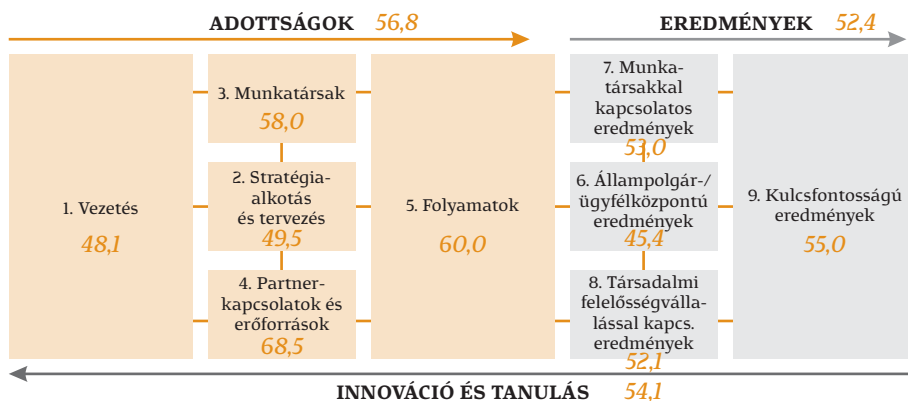 ADOTTSÁGOK 56,8
EREDMÉNYEK 52,4
1. Vezetés
48,1
3. Munkatársak
58,0
2. Stratégia-
alkotás
és tervezés
49,5
4. Partner-
kapcsolatok és
erőforrások
68,5
5. Folyamatok
60,0
7. Munka-
társakkal
kapcsolatos
eredmények
53,0
6. Állampolgár-/
ügyfélközpontú
eredmények
45,4
8. Társadalmi
felelősségválla-
lással kapcs.
eredmények
52,1
9. Kulcsfontosságú
eredmények
55,0
INNOVÁCIÓ ÉS TANULÁS 54,1